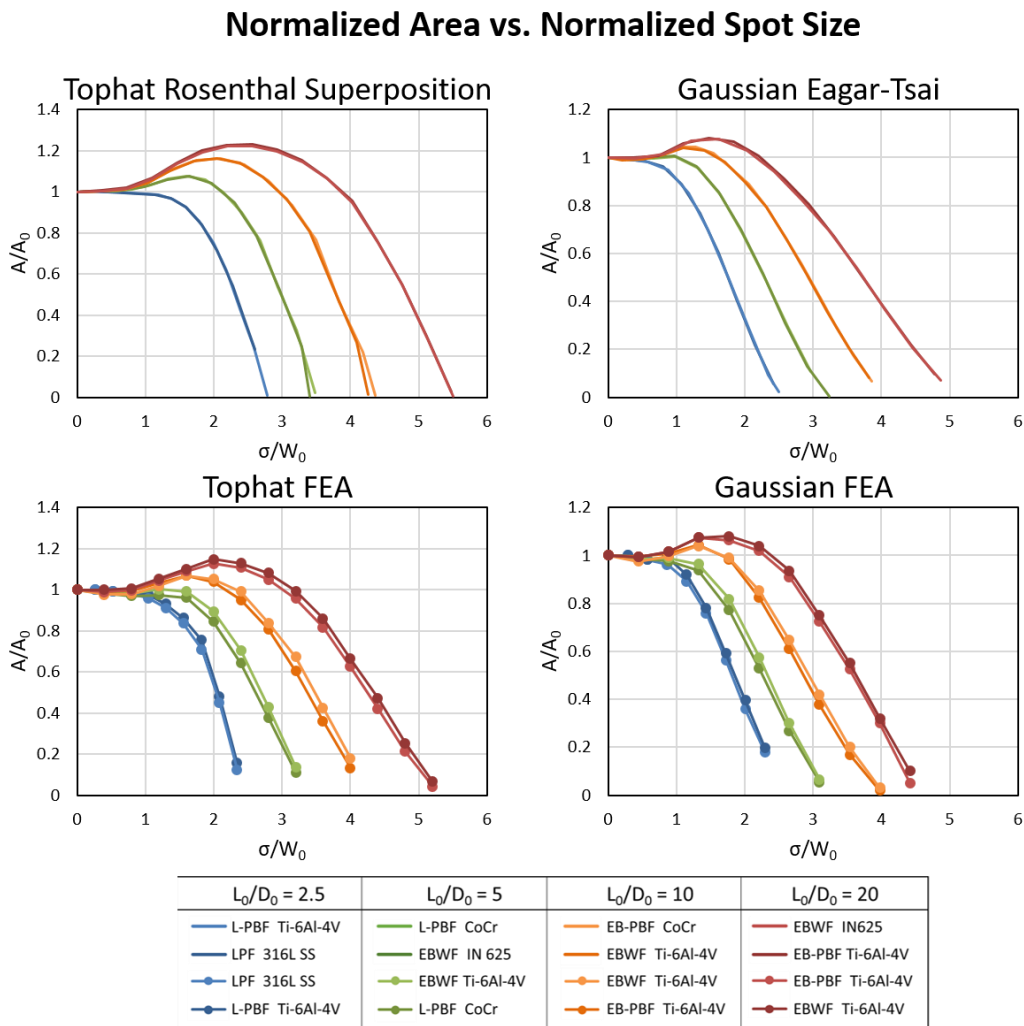 Normalized Area vs. Normalized Spot Size
Tophat Rosenthal Superposition
Gaussian Eagar-Tsai
1.4
1.2
1
0.8
0.6
0.4
0.2
0
A/A0
0 1 2 3 4 5 6
σ/W0
1.2
1
0.8
0.6
0.4
0.2
0
A/A0
0 1 2 3 4 5 6
σ/W0
Tophat FEA
Gaussian FEA
1.4
1.2
1
0.8
0.6
0.4
0.2
0
A/A0
0 1 2 3 4 5 6
σ/W0
1.2
1
0.8
0.6
0.4
0.2
0
A/A0
0 1 2 3 4 5 6
σ/W0
L0/D0 = 2.5 L0/D0 = 5 L0/D0 = 10 L0/D0 = 20
L-PBF Ti-6Al-4V L-PBF CoCr EB-PBF CoCr EBWF IN625
LPF 316L SS EBWF IN 625 EBWF Ti-6Al-4V EB-PBF Ti-6Al-4V
LPF 316L SS EBWF Ti-6Al-4V EBWF Ti-6Al-4V EB-PBF Ti-6Al-4V
L-PBF Ti-6Al-4V L-PBF CoCr EB-PBF Ti-6Al-4V EBWF Ti-6Al-4V